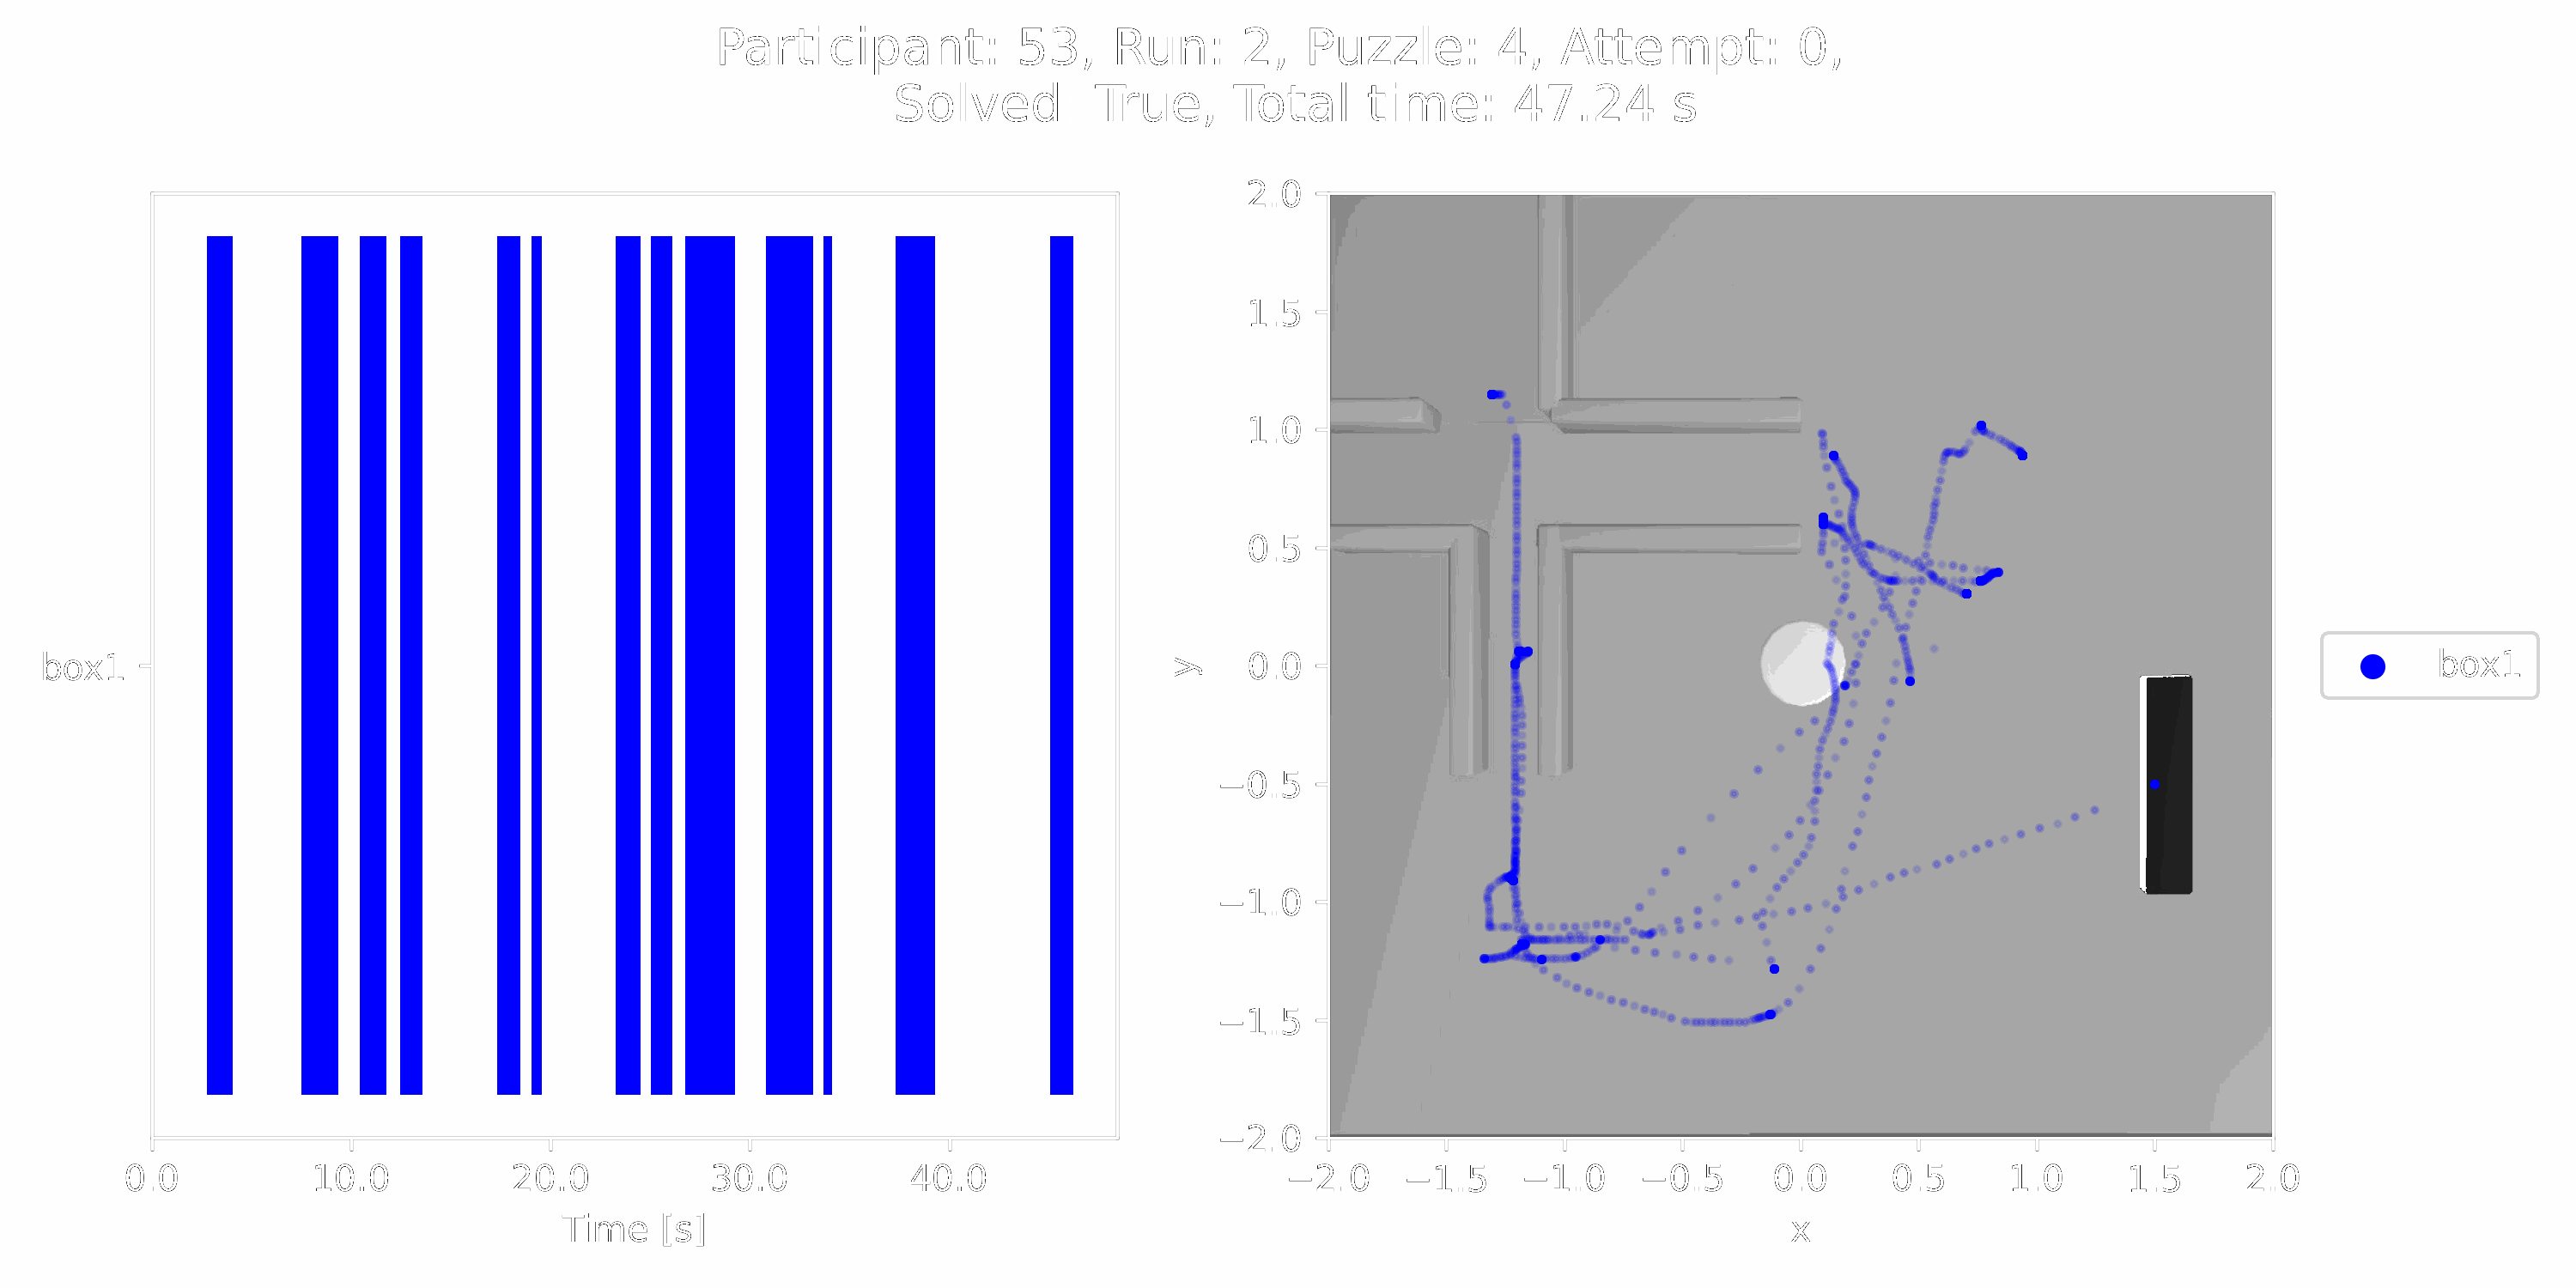 Participant: 53, Run: 2, Puzzle: 4, Attempt: 0,
Solved True, Total time: 47.24 s
box1
0.0 10.0 20.0 30.0 40.0
Time [s]
2.0
1.5
1.0
0.5
0.0
−0.5
−1.0
−1.5
−2.0
y
−2.0 −1.5 −1.0 −0.5 0.0 0.5 1.0 1.5 2.0
x
box1